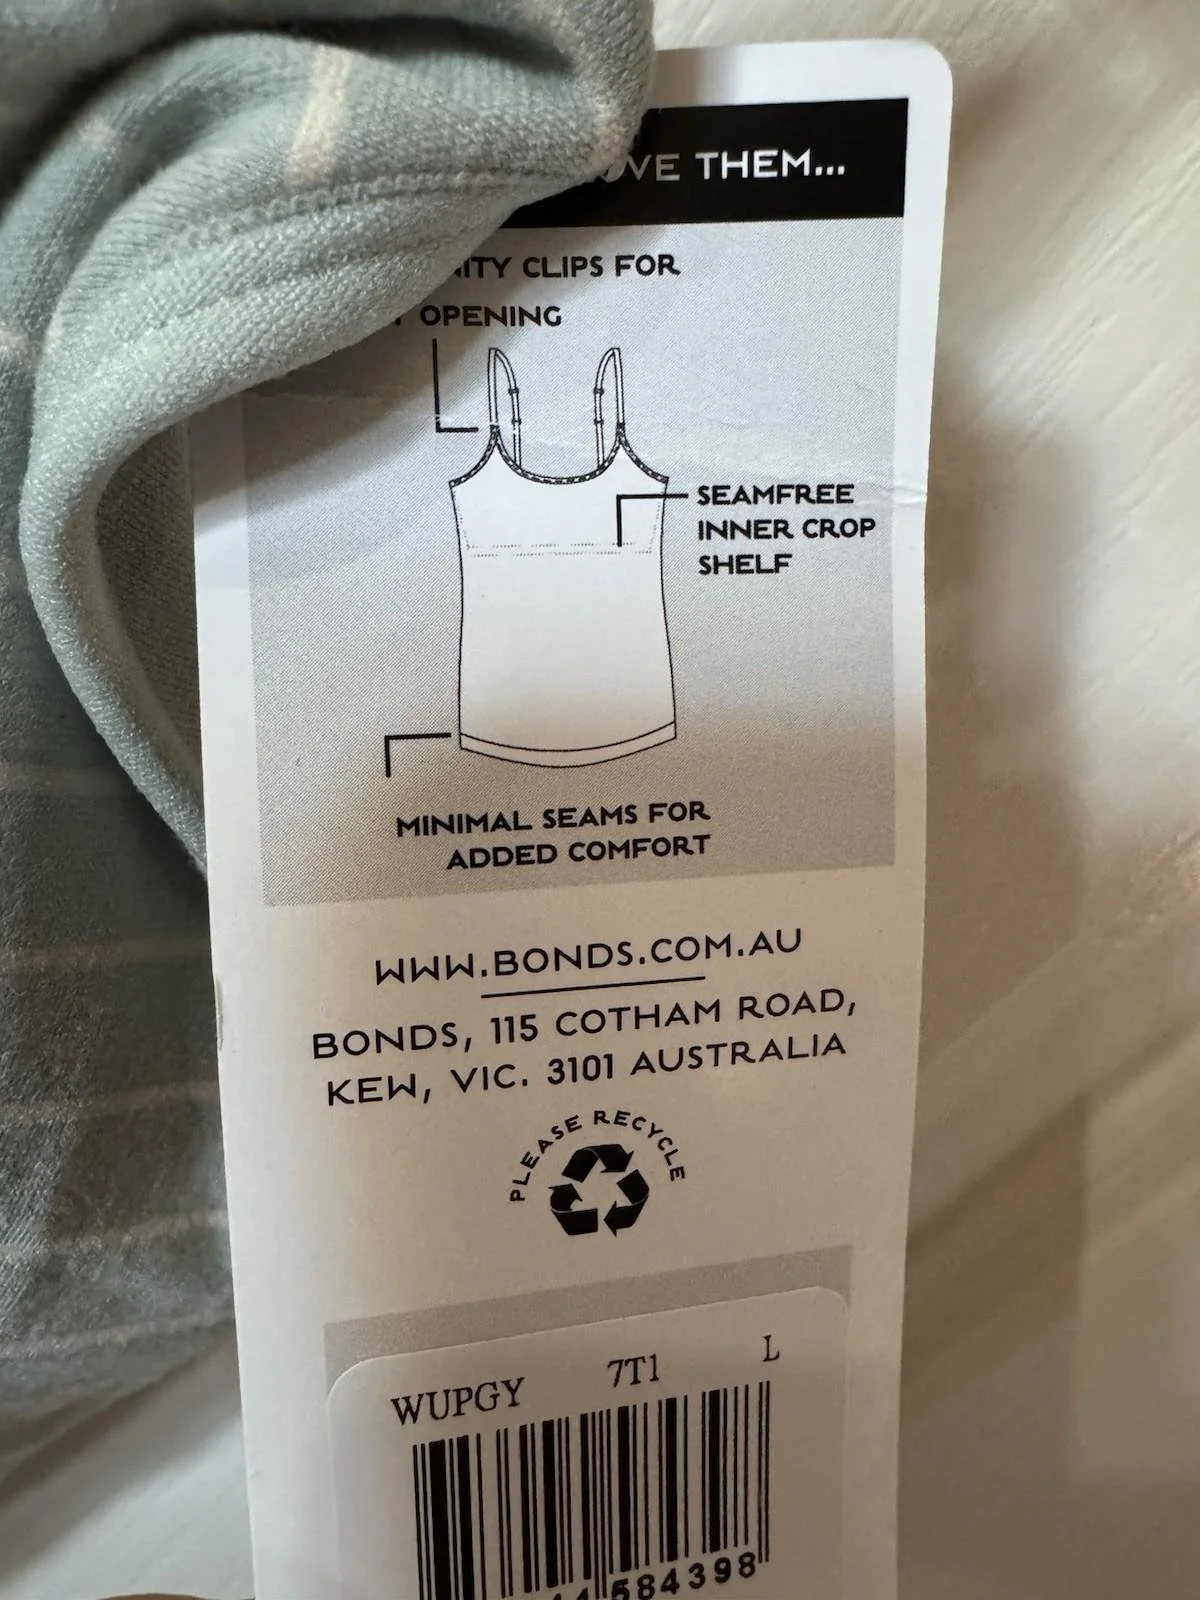 THEM...
CLIPS FOR
OPENING
SEAMFREE
INNER CROP
SHELF
MINIMAL SEAMS FOR
ADDED COMFORT
WWW.BONDS.COM.AU
BONDS, 115 COTHAM ROAD,
KEW, VIC. 3101 AUSTRALIA
PLEASE RECYCLE
WUPGY 7T1 L
584398